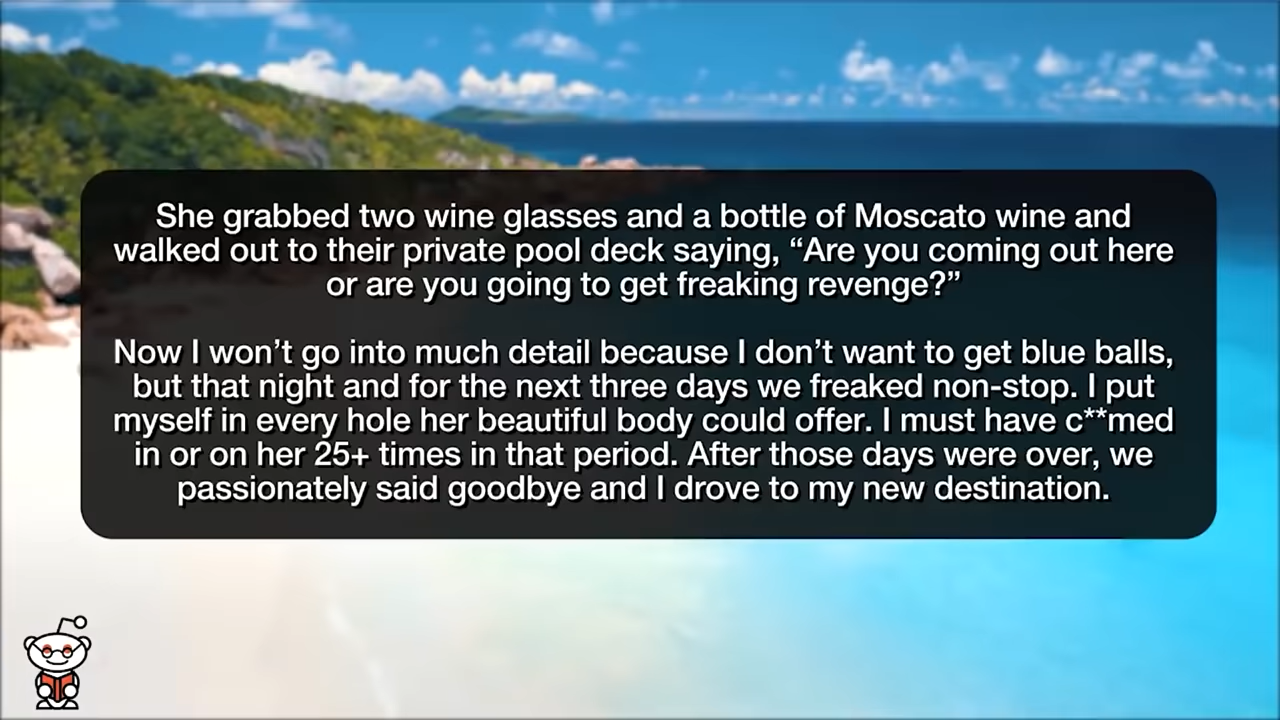 She grabbed two wine glasses and a bottle of Moscato wine and
walked out to their private pool deck saying, “Are you coming out here
or are you going to get freaking revenge?”
Now I won’t go into much detail because I don’t want to get blue balls,
but that night and for the next three days we freaked non-stop. I put
myself in every hole her beautiful body could offer. I must have c**med
in or on her 25+ times in that period. After those days were over, we
passionately said goodbye and I drove to my new destination.